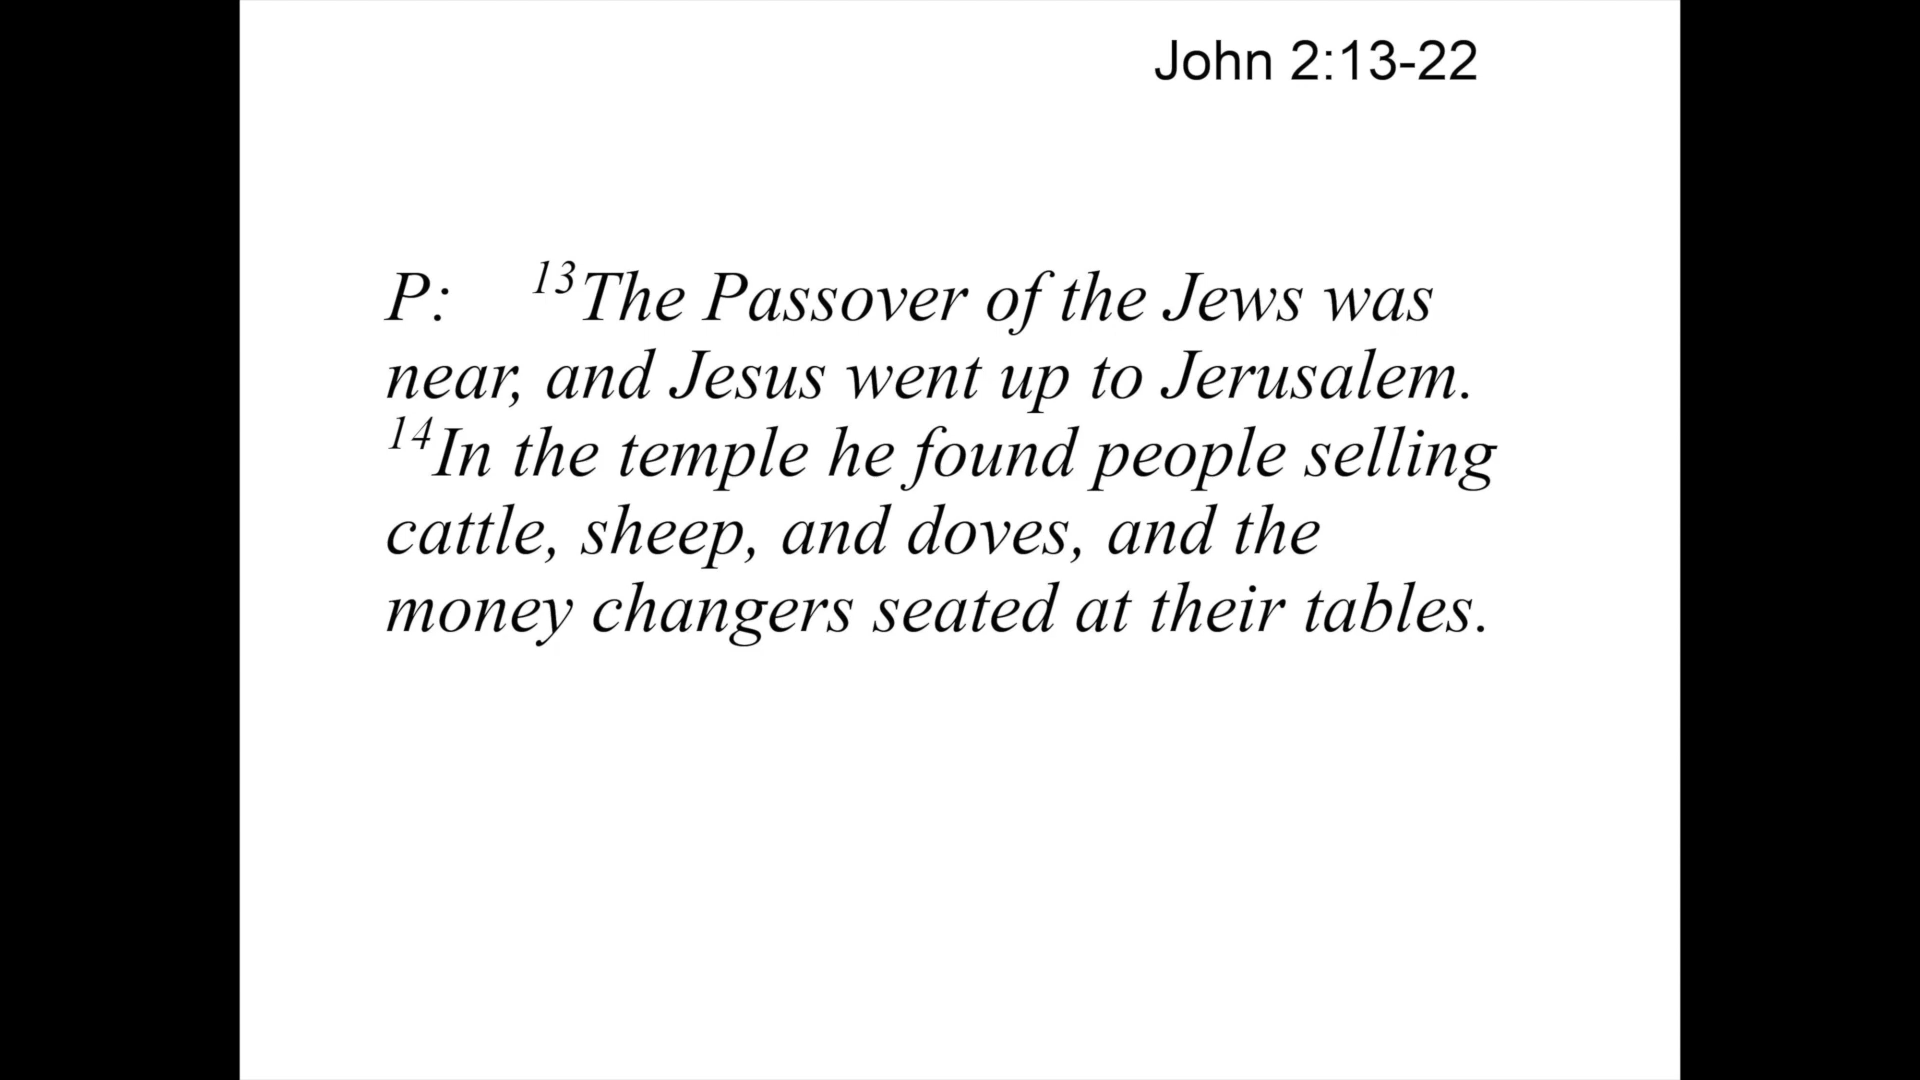 John 2:13-22
P: 13The Passover of the Jews was
near, and Jesus went up to Jerusalem.
14In the temple he found people selling
cattle, sheep, and doves, and the
money changers seated at their tables.